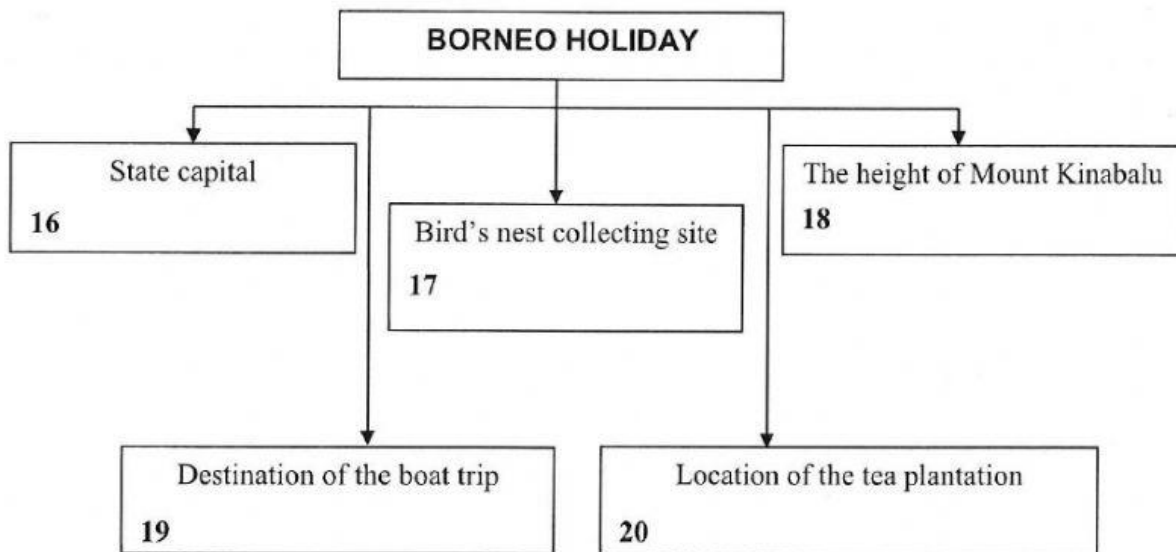 BORNEO HOLIDAY
State capital
16
Bird's nest collecting site
17
The height of Mount Kinabalu
18
Destination of the boat trip
19
Location of the tea plantation
20